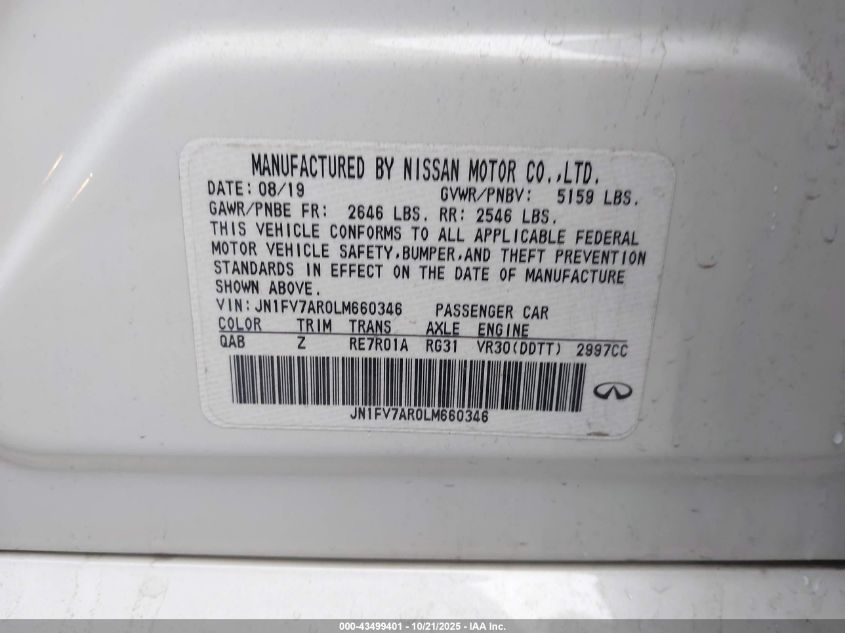 MANUFACTURED BY NISSAN MOTOR CO.,LTD.
DATE: 08/19 GVWR/PNBV: 5159 LBS.
GAWR/PNBE FR: 2646 LBS. RR: 2546 LBS.
THIS VEHICLE CONFORMS TO ALL APPLICABLE FEDERAL
MOTOR VEHICLE SAFETY,BUMPER,AND THEFT PREVENTION
STANDARDS IN EFFECT ON THE DATE OF MANUFACTURE
SHOWN ABOVE.
VIN: JN1FV7AR0LM660346 PASSENGER CAR
COLOR TRIM TRANS AXLE ENGINE
QAB Z RE7R01A RG31 VR30(DDTT) 2997CC
JN1FV7AR0LM660346
000-43499401 - 10/21/2025 - IAA Inc.